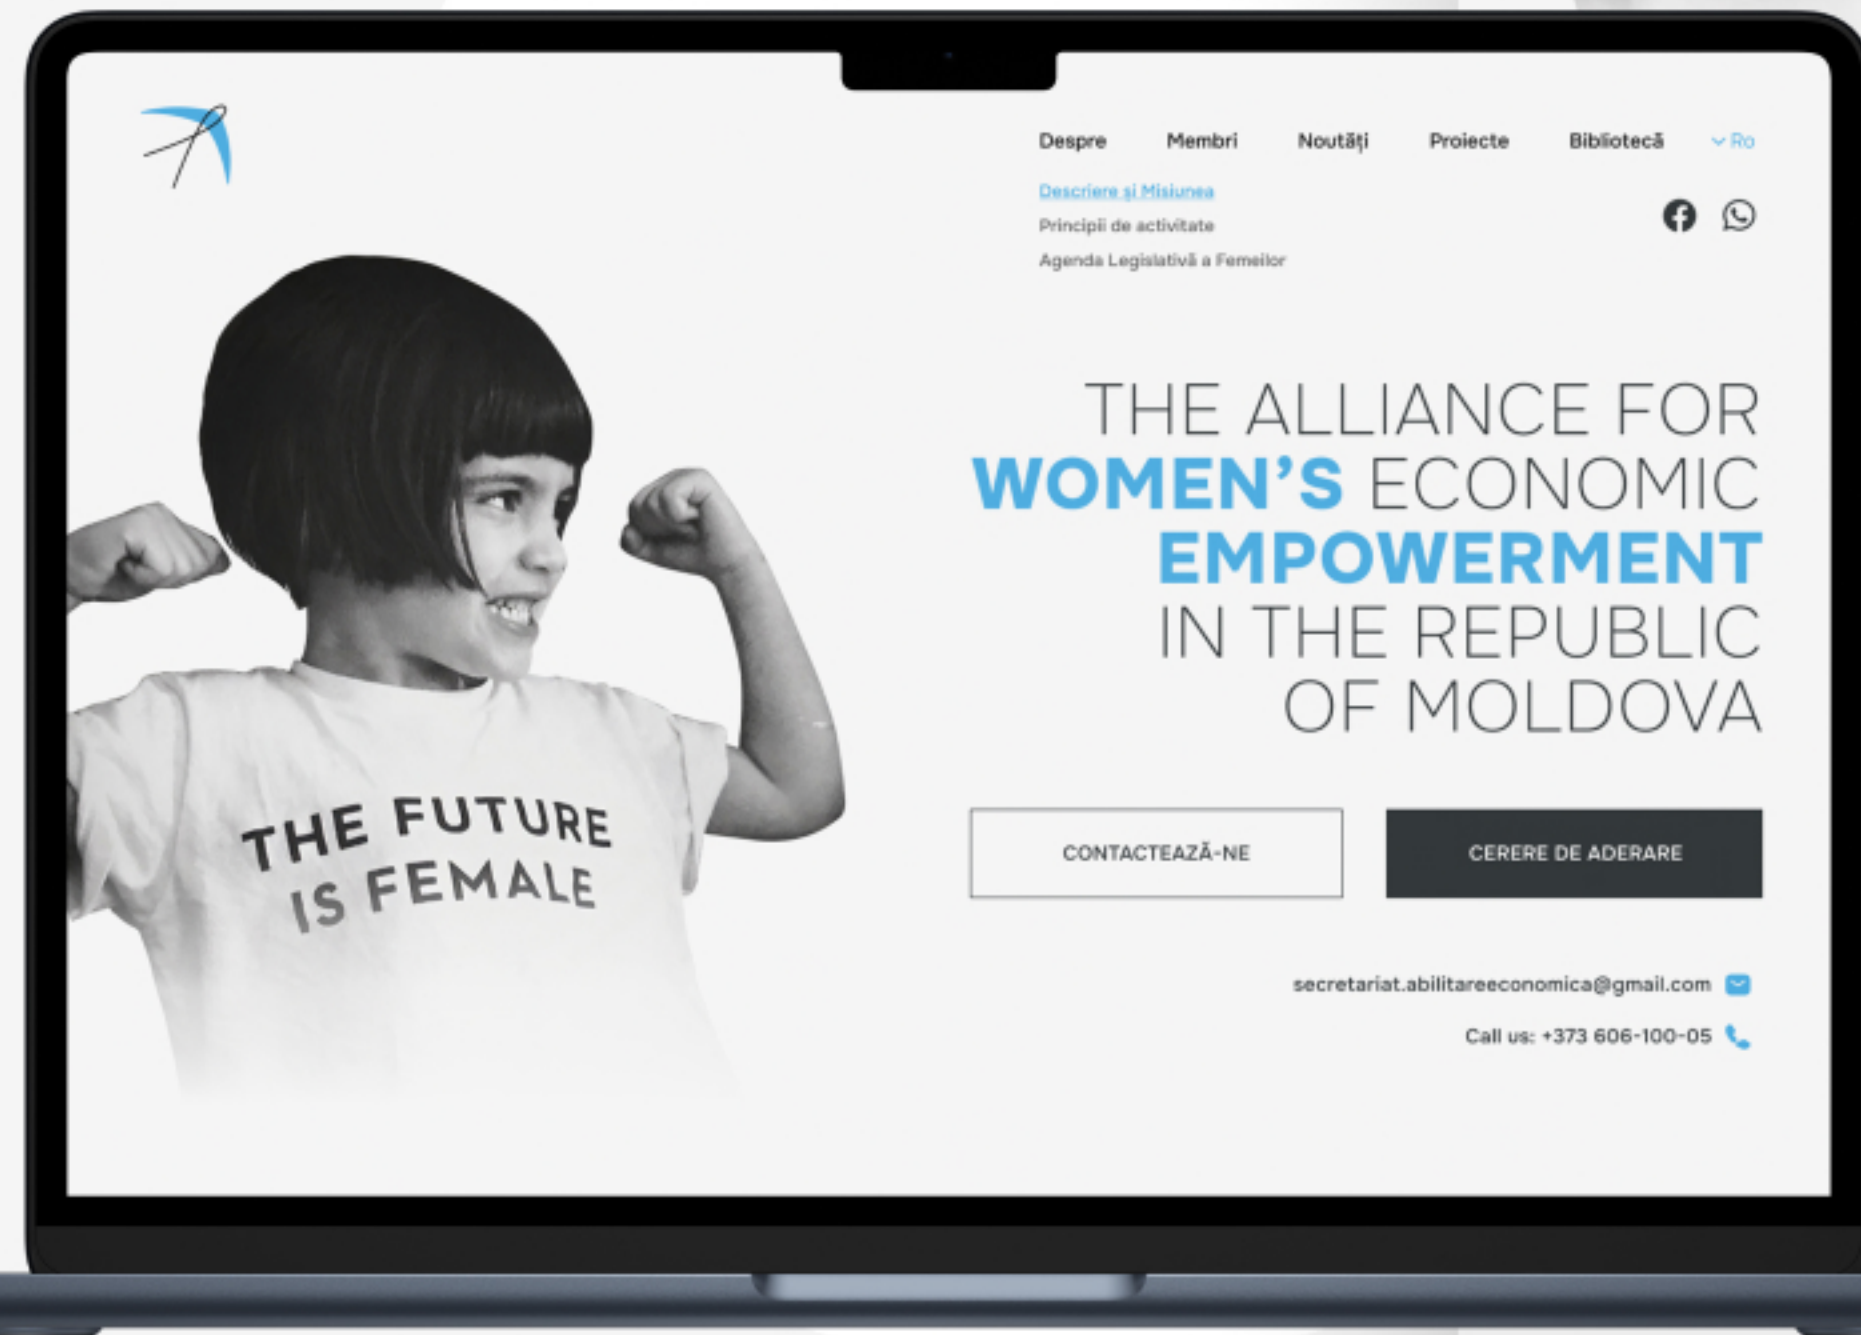 Despre Membri Noutăți Proiecte Bibliotecă Ro
Descriere și Misiunea
Principii de activitate
Agenda Legislativă a Femeilor
THE ALLIANCE FOR
WOMEN’S ECONOMIC
EMPOWERMENT
IN THE REPUBLIC
OF MOLDOVA
THE FUTURE
IS FEMALE
CONTACTEAZĂ-NE
CERERE DE ADERARE
secretariat.abilitareeconomica@gmail.com
Call us: +373 606-100-05